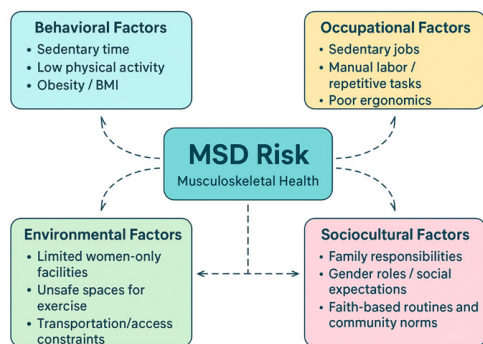 Behavioral Factors
• Sedentary time
• Low physical activity
• Obesity / BMI
Occupational Factors
• Sedentary jobs
• Manual labor /
repetitive tasks
• Poor ergonomics
MSD Risk
Musculoskeletal Health
Environmental Factors
• Limited women-only
facilities
• Unsafe spaces for
exercise
• Transportation/access
constraints
Sociocultural Factors
• Family responsibilities
• Gender roles / social
expectations
• Faith-based routines and
community norms